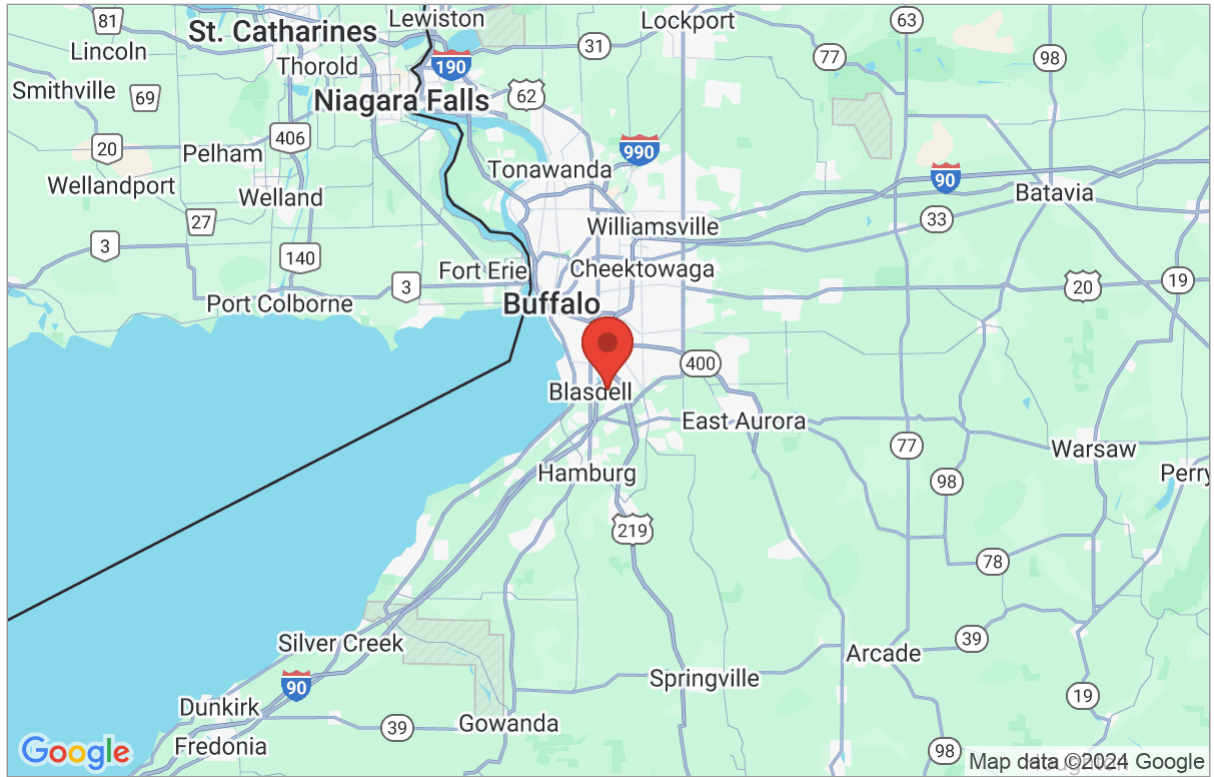 81
Lewiston
Lockport
63
St. Catharines
Lincoln
31
77
98
Thorold
190
Smithville
69
Niagara Falls
62
20
406
Pelham
990
Tonawanda
90
Wellandport
Welland
Batavia
27
Williamsville
33
3
140
Fort Erie
Cheektowaga
3
20
19
Port Colborne
Buffalo
400
Blasdell
East Aurora
77
Warsaw
Hamburg
98
Perry
219
78
Silver Creek
39
Arcade
90
Springville
19
Dunkirk
39
Gowanda
Fredonia
98
Google
Map data ©2024 Google